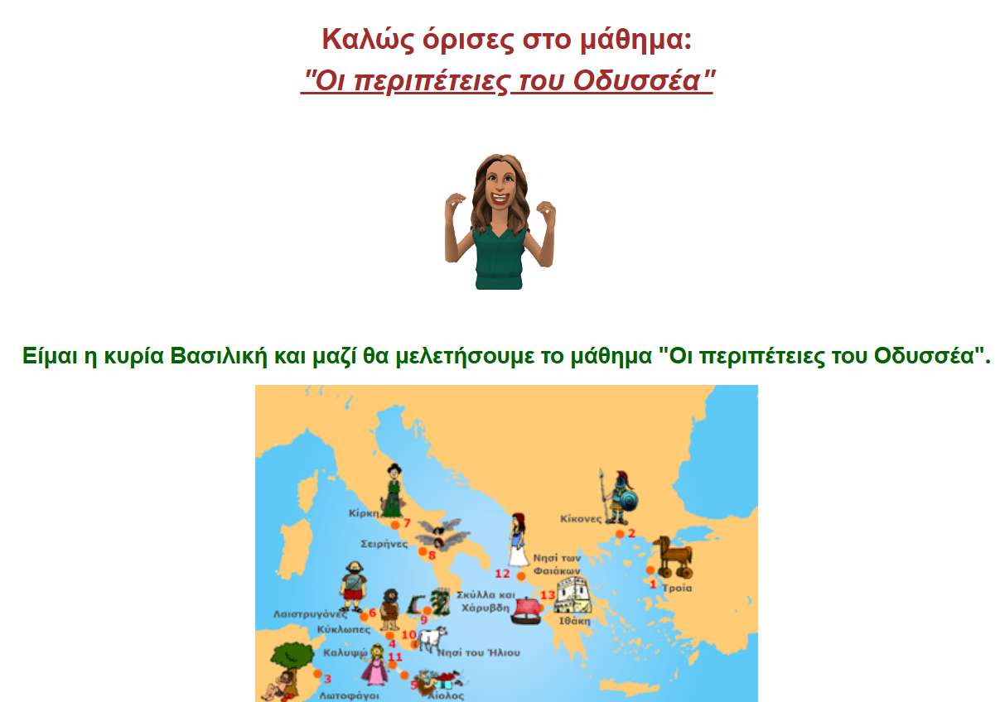 Καλώς όρισες στο μάθημα:
"Οι περιπέτειες του Οδυσσέα"
Είμαι η κυρία Βασιλική και μαζί θα μελετήσουμε το μάθημα "Οι περιπέτειες του Οδυσσέα".
Κίρκη
7
Κίκονες
2
Σειρήνες
8
Νησί των
Φαιάκων
12
1
Τροία
Σκύλλα και
Χάρυβδη
13
Ιθάκη
Λαιστρυγόνες
6
9
Κύκλωπες
4
10
Νησί του Ήλιου
Καλυψώ
11
3
5
Λωτοφάγοι
Αίολος